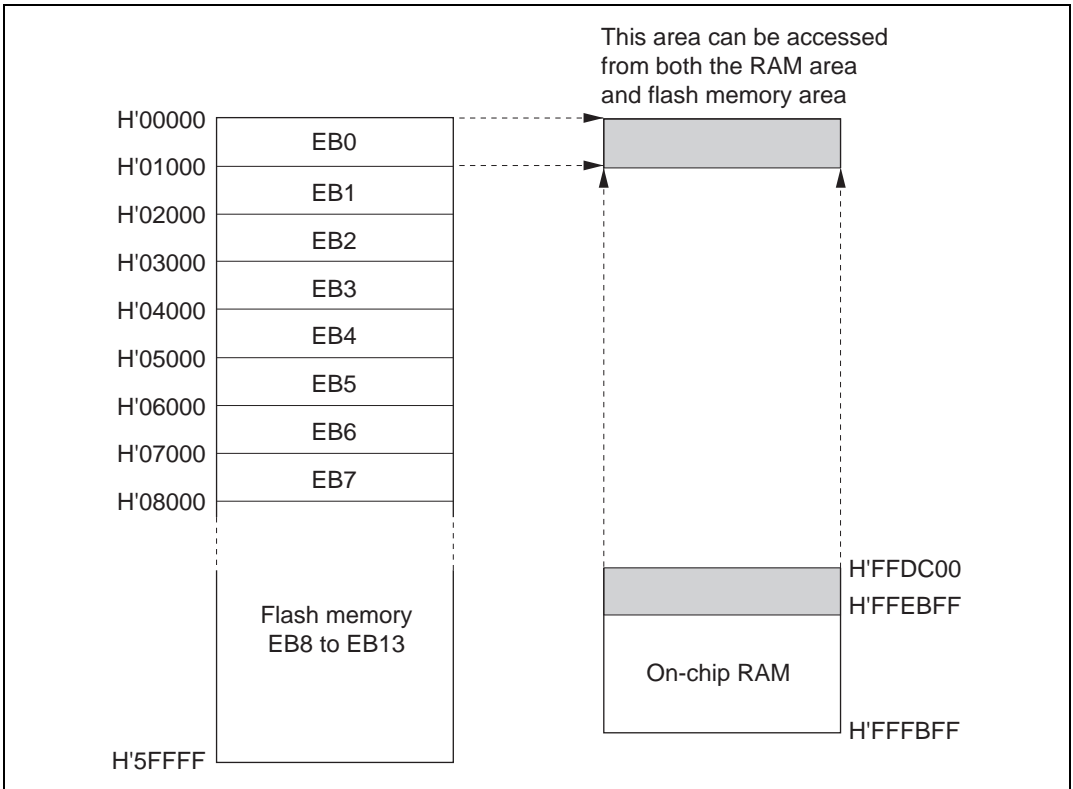 This area can be accessed
from both the RAM area
and flash memory area
H'00000
EB0
H'01000
EB1
H'02000
EB2
H'03000
EB3
H'04000
EB4
H'05000
EB5
H'06000
EB6
H'07000
EB7
H'08000
Flash memory
EB8 to EB13
H'5FFFF
H'FFDC00
H'FFEBFF
On-chip RAM
H'FFFBFF